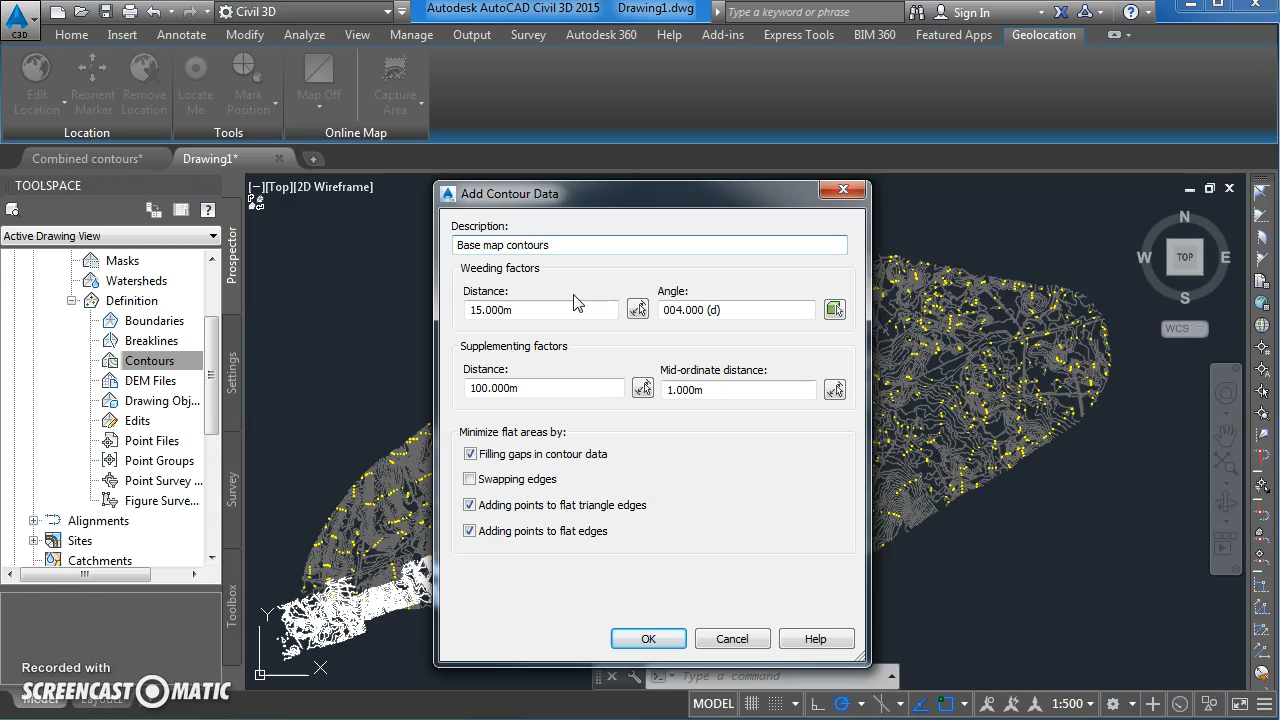 Civil 3D
Autodesk AutoCAD Civil 3D 2015 Drawing1.dwg
Type a keyword or phrase
Sign In
C3D
Home Insert Annotate Modify Analyze View Manage Output Survey Autodesk 360 Help Add-ins Express Tools BIM 360 Featured Apps Geolocation
Edit Location
Reorient Marker
Remove Location
Locate Me
Mark Position
Map Off
Capture Area
Location Tools Online Map
Combined contours* Drawing1*
TOOLSPACE
Active Drawing View
Masks
Watersheds
Definition
Boundaries
Breaklines
Contours
DEM Files
Drawing Obj...
Edits
Point Files
Point Groups
Point Survey ...
Figure Surve...
Alignments
Sites
Catchments
Prospector
Settings
Survey
Toolbox
[−][Top][2D Wireframe]
N
W TOP E
S
WCS
Y
X
Add Contour Data
Description:
Base map contours
Weeding factors
Distance: Angle:
15.000m 004.000 (d)
Supplementing factors
Distance: Mid-ordinate distance:
100.000m 1.000m
Minimize flat areas by:
Filling gaps in contour data
Swapping edges
Adding points to flat triangle edges
Adding points to flat edges
OK Cancel Help
Type a command
Recorded with
SCREENCAST MATIC
Model Layout1
MODEL 1:500